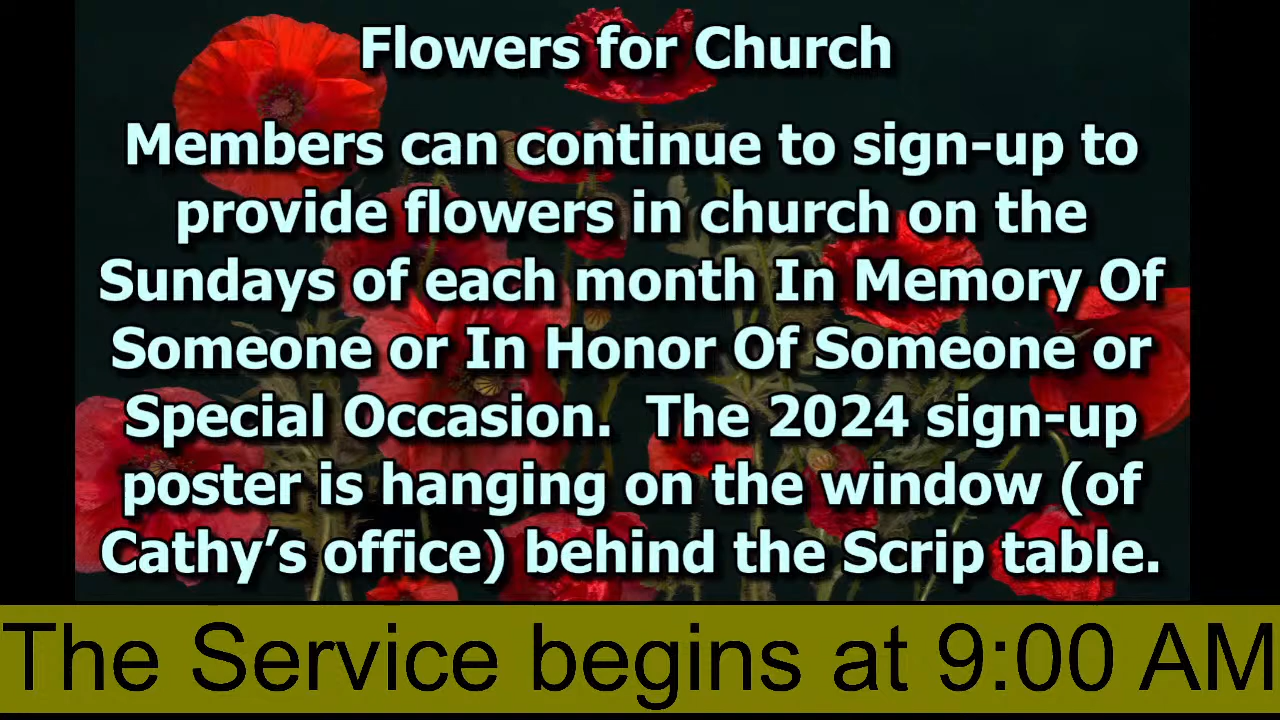 Flowers for Church
Members can continue to sign-up to
provide flowers in church on the
Sundays of each month In Memory Of
Someone or In Honor Of Someone or
Special Occasion.  The 2024 sign-up
poster is hanging on the window (of
Cathy’s office) behind the Scrip table.
The Service begins at 9:00 AM